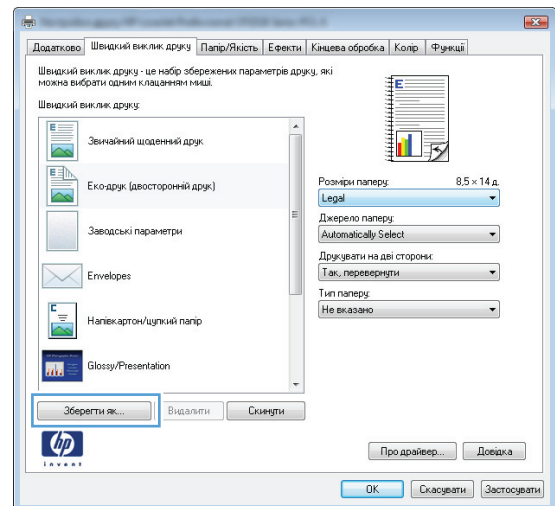 Додатково Швидкий виклик друку Папір/Якість Ефекти Кінцева обробка Колір Функції
Швидкий виклик друку - це набір збережених параметрів друку, які
можна вибрати одним клацанням миші.
Швидкий виклик друку:
Звичайний щоденний друк
Еко-друк (двосторонній друк)
Заводські параметри
Envelopes
Напівкартон/цупкий папір
Glossy/Presentation
Зберегти як...
Видалити
Скинути
Розміри паперу: 8,5 × 14 д.
Legal
Джерело паперу:
Automatically Select
Друкувати на дві сторони:
Так, перевернути
Тип паперу:
Не вказано
hp
invent
Про драйвер... Довідка
OK Скасувати Застосувати